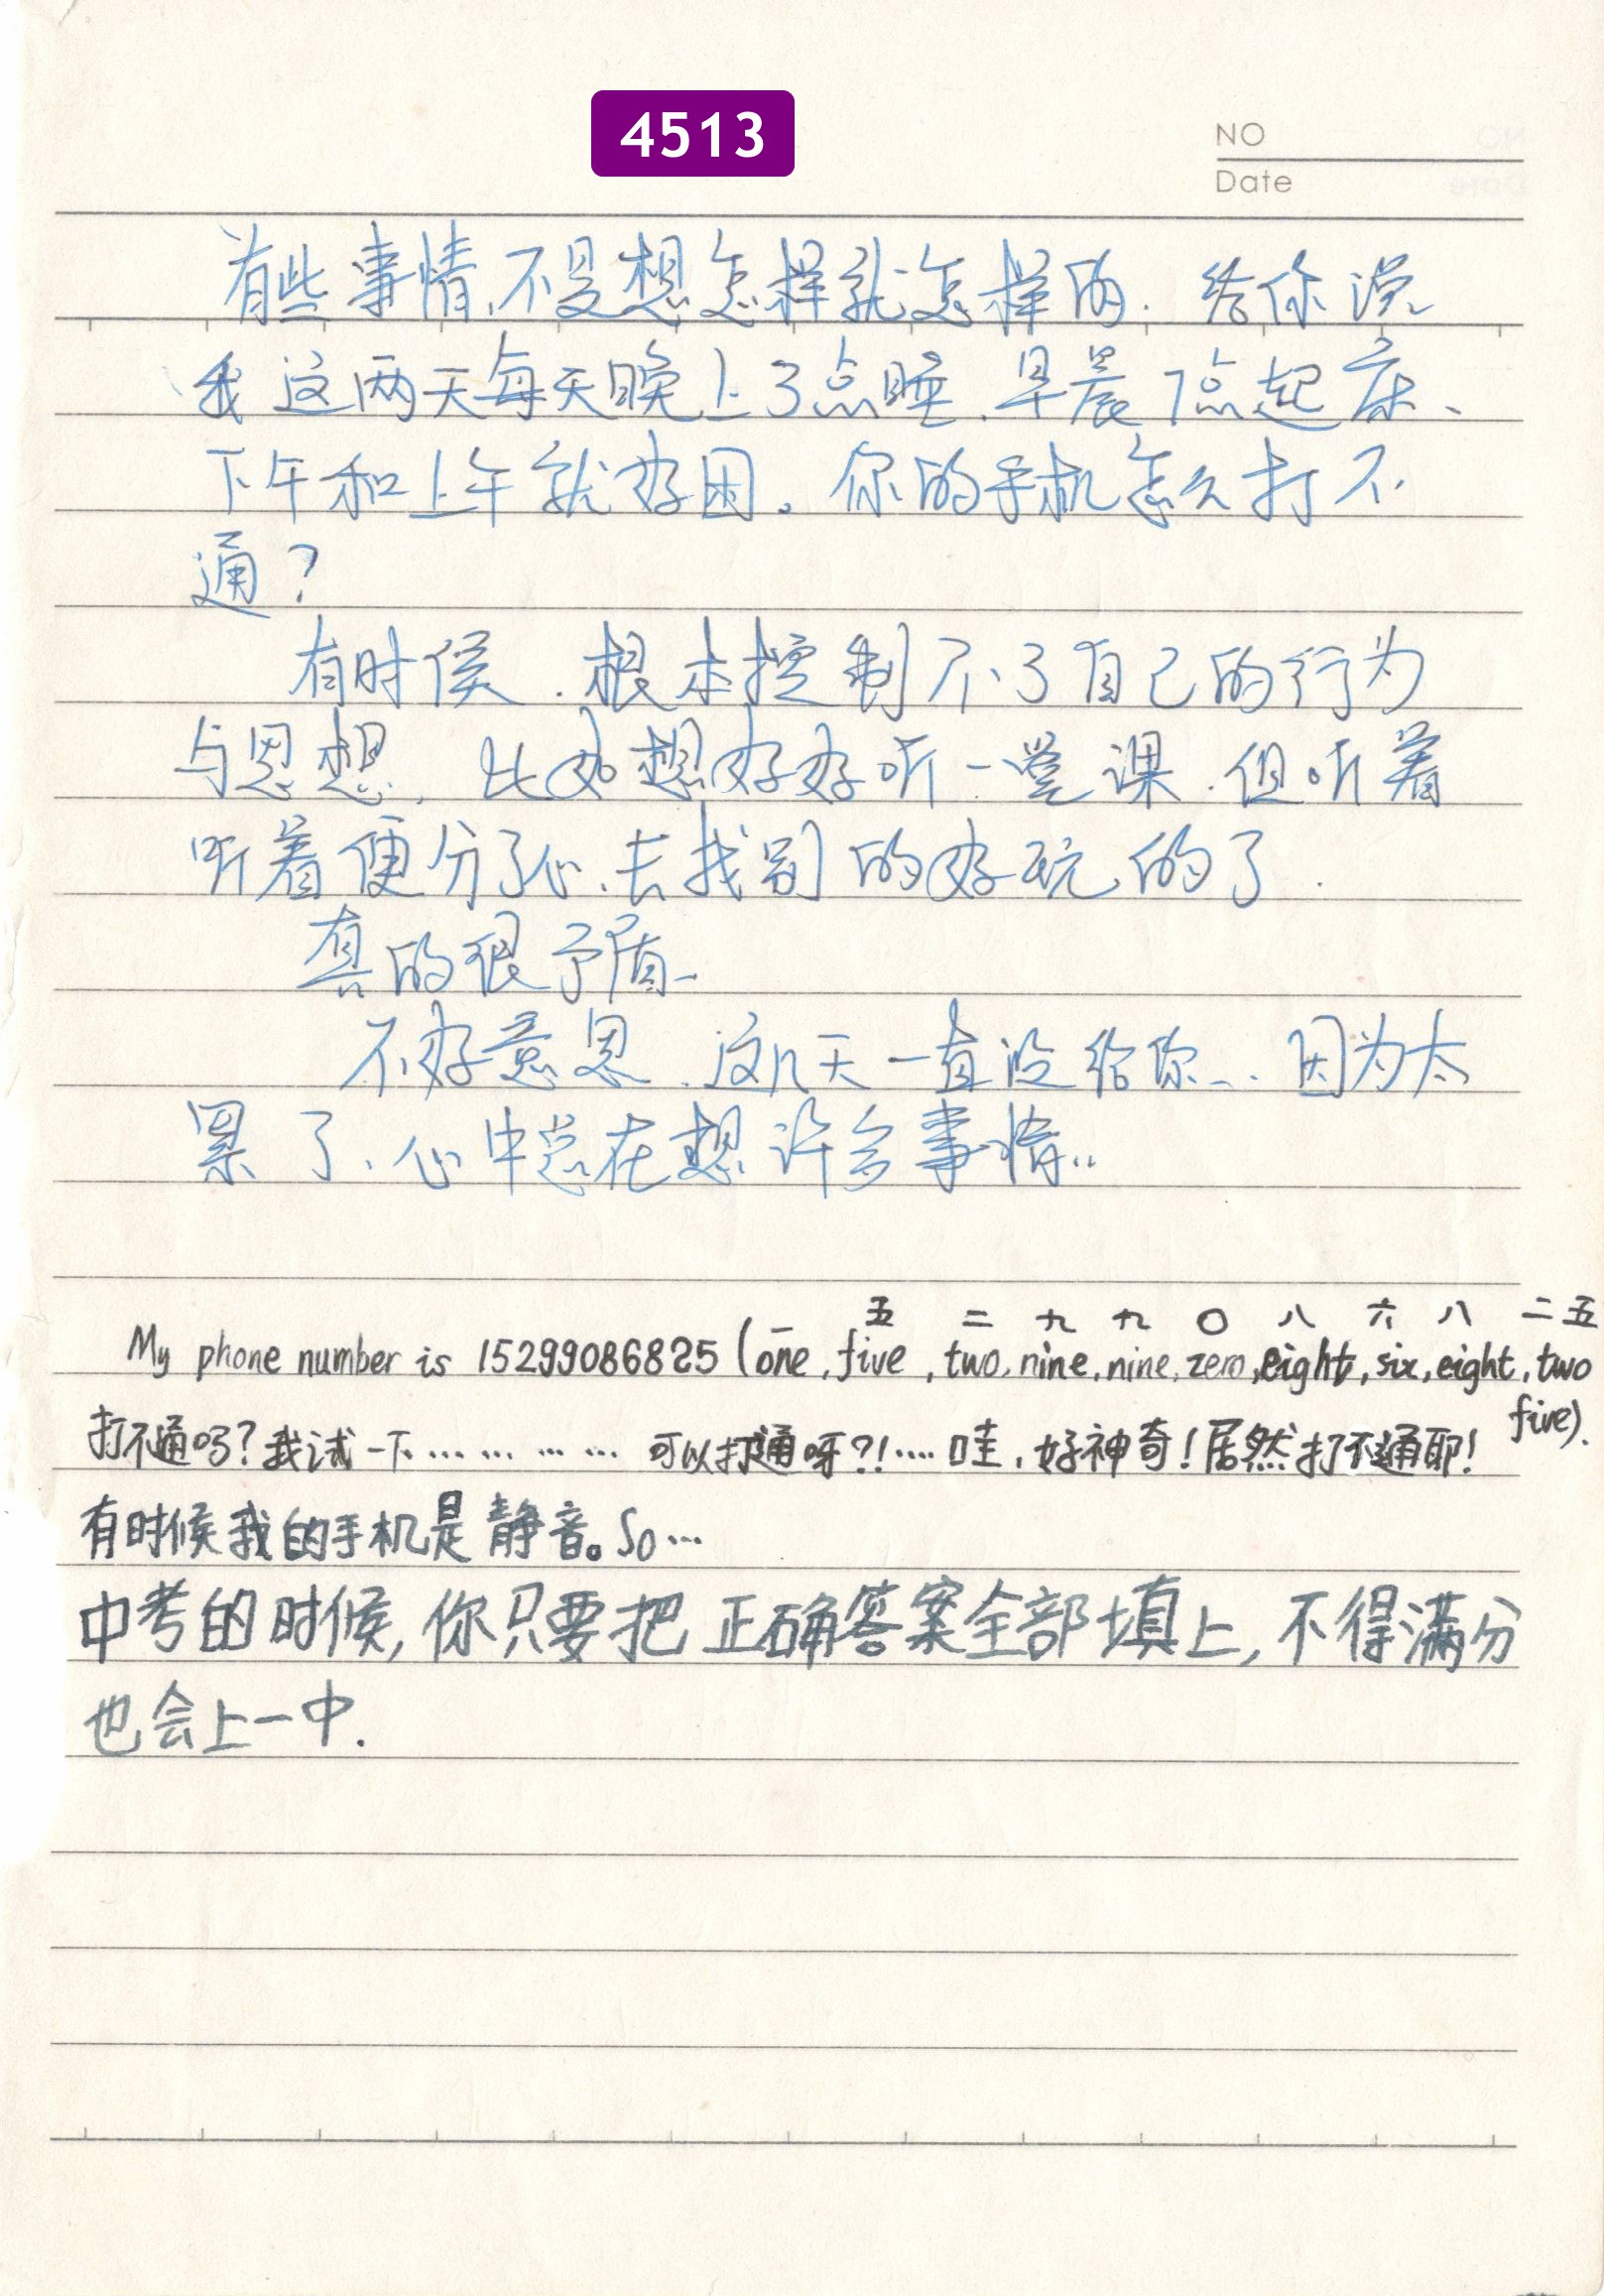 4513
NO
Date
有些事情、不是想怎样就怎样的. 给你说
我这两天每天晚上3点睡、早晨7点起床、
下午和上午就好困。你的手机怎么打不
通?
有时候.根本控制不了自己的行为
与思想, 比如想好好听一堂课.但听着
听着便分了心、去找别的好玩的了.
真的很矛盾-
不好意思.这几天一直没给你... 因为太
累了、心中总在想许多事情..
一 五 二 九 九 〇 八 六 八 二 五
My phone number is 15299086825 (one, five, two, nine, nine, zero, eight, six, eight, two
five).
打不通吗?我试一下… … … … 可以打通呀?!…… 哇,好神奇!居然打不通耶!
有时候我的手机是静音。So…
中考的时候,你只要把正确答案全部填上,不得满分
也会上一中.